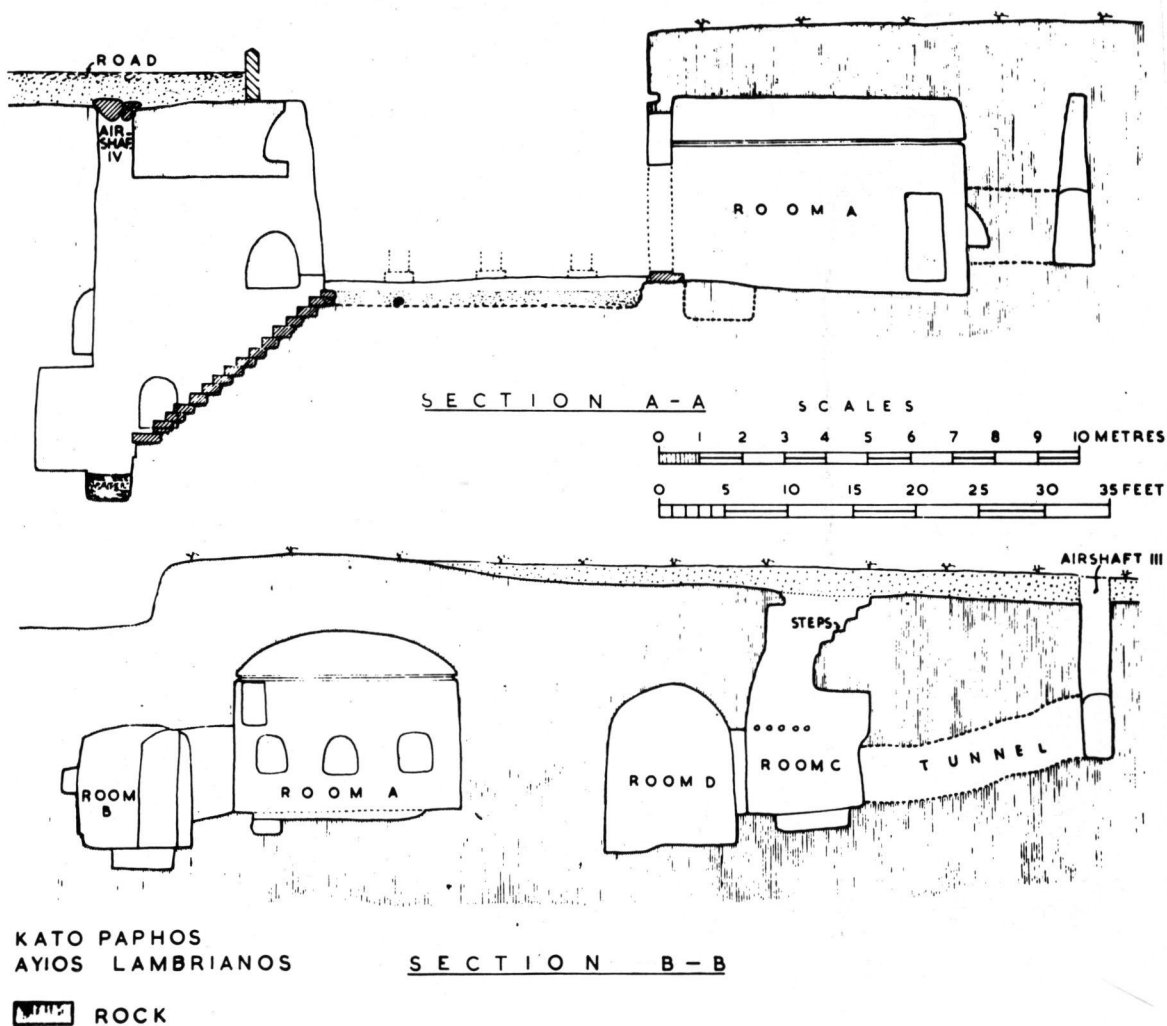 ROAD
AIR-
SHAF
IV
ROOM A
WATER
SECTION A-A
SCALES
0 1 2 3 4 5 6 7 8 9 10 METRES
0 5 10 15 20 25 30 35 FEET
AIRSHAFT III
STEPS
ROOM B
ROOM A
ROOM D
ROOM C
TUNNEL
KATO PAPHOS
AYIOS LAMBRIANOS
SECTION B-B
ROCK